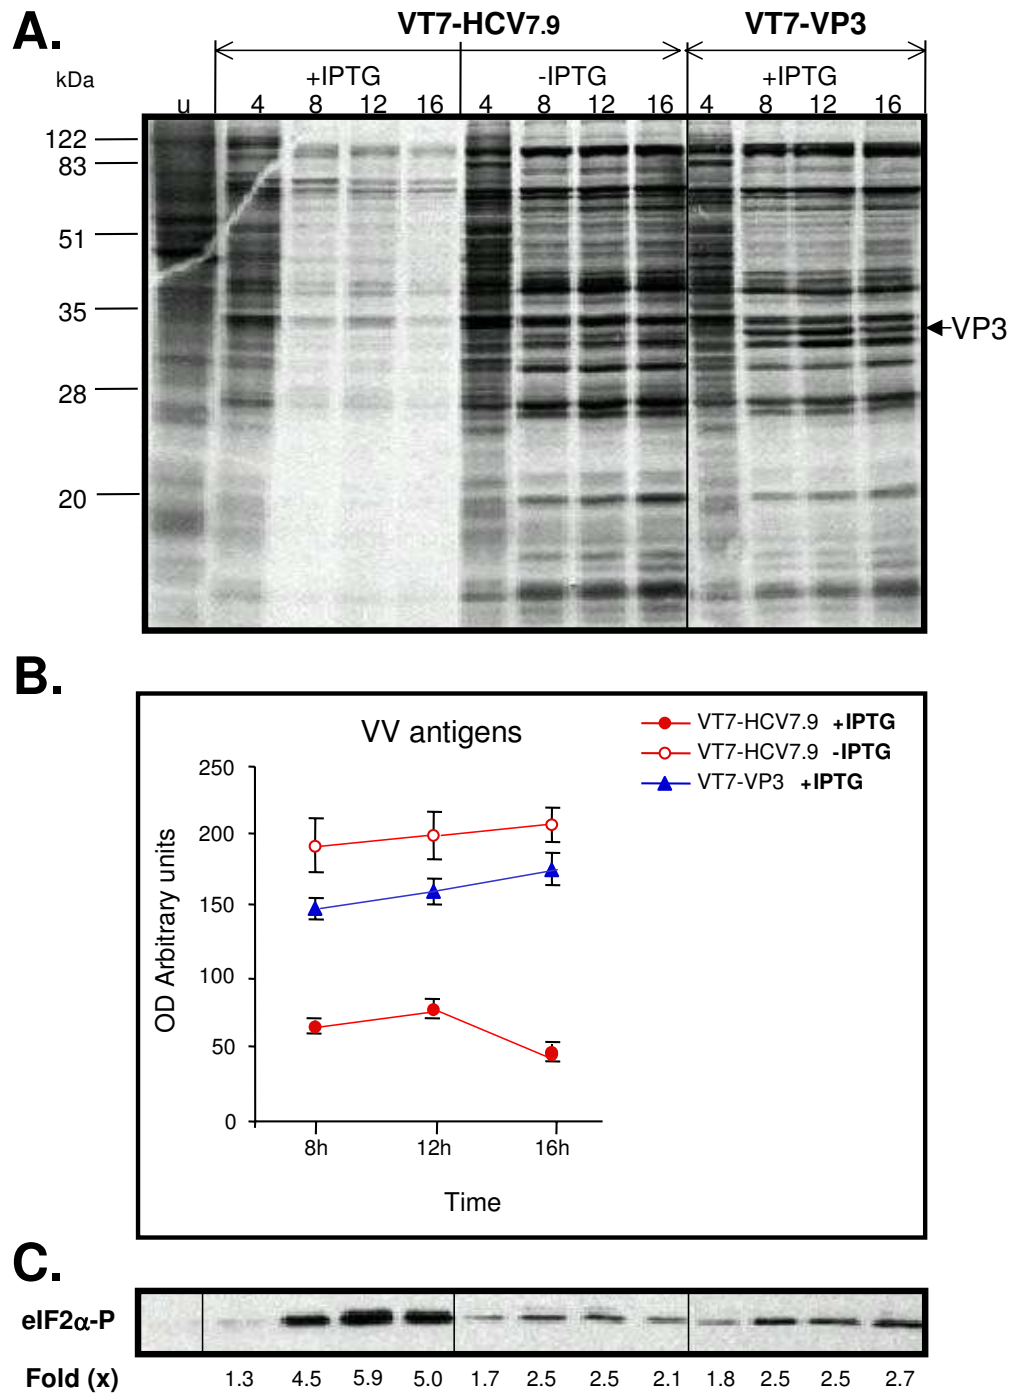 A.
VT7-HCV7.9 VT7-VP3
kDa +IPTG -IPTG +IPTG
u 4 8 12 16 4 8 12 16 4 8 12 16
122
83
51
35
VP3
28
20
B.
VV antigens
VT7-HCV7.9 +IPTG
VT7-HCV7.9 -IPTG
VT7-VP3 +IPTG
OD Arbitrary units
250
200
150
100
50
0
8h 12h 16h
Time
C.
eIF2α-P
Fold (x) 1.3 4.5 5.9 5.0 1.7 2.5 2.5 2.1 1.8 2.5 2.5 2.7